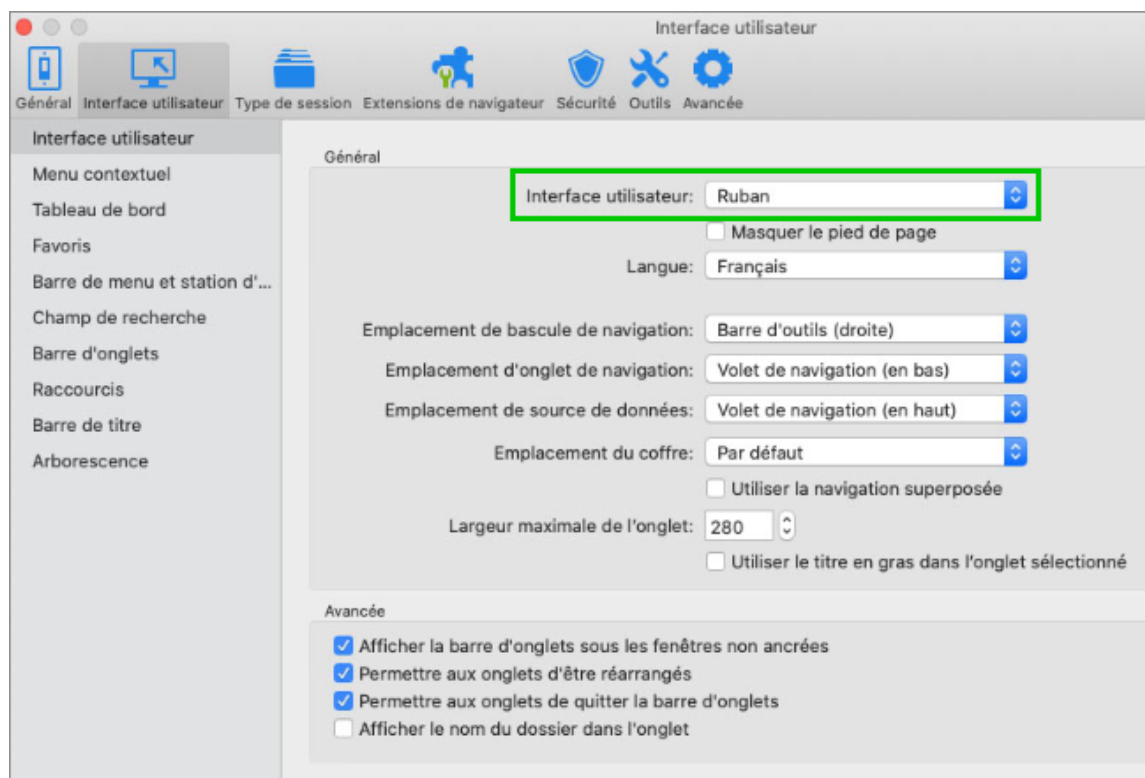 Interface utilisateur
Général Interface utilisateur Type de session Extensions de navigateur Sécurité Outils Avancée
Interface utilisateur
Menu contextuel
Tableau de bord
Favoris
Barre de menu et station d'...
Champ de recherche
Barre d'onglets
Raccourcis
Barre de titre
Arborescence
Général
Interface utilisateur: Ruban
Masquer le pied de page
Langue: Français
Emplacement de bascule de navigation: Barre d'outils (droite)
Emplacement d'onglet de navigation: Volet de navigation (en bas)
Emplacement de source de données: Volet de navigation (en haut)
Emplacement du coffre: Par défaut
Utiliser la navigation superposée
Largeur maximale de l'onglet: 280
Utiliser le titre en gras dans l'onglet sélectionné
Avancée
Afficher la barre d'onglets sous les fenêtres non ancrées
Permettre aux onglets d'être réarrangés
Permettre aux onglets de quitter la barre d'onglets
Afficher le nom du dossier dans l'onglet